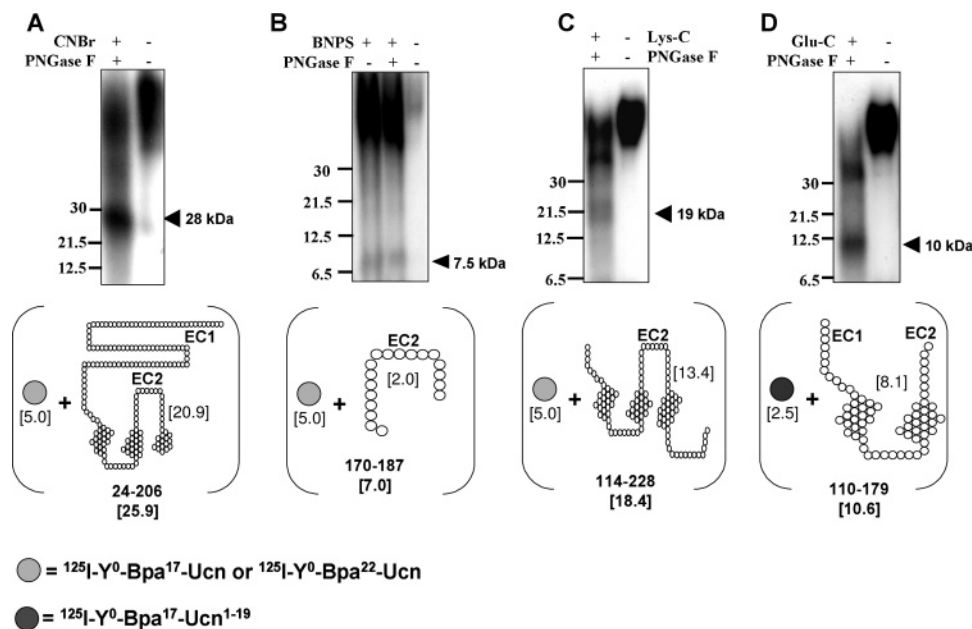 A B C D
CNBr + -
PNGase F + -
BNPS + + -
PNGase F - + -
Lys-C + - -
PNGase F + - -
Glu-C + -
PNGase F + -
30
21.5
12.5
28 kDa
30
21.5
12.5
6.5
7.5 kDa
30
21.5
12.5
6.5
19 kDa
30
21.5
12.5
6.5
10 kDa
EC1
EC2
[20.9]
[5.0] +
24-206
[25.9]
EC2
[2.0]
[5.0] +
170-187
[7.0]
EC2
[13.4]
[5.0] +
114-228
[18.4]
EC1 EC2
[8.1]
[2.5] +
110-179
[10.6]
= ¹²⁵I-Y⁰-Bpa¹⁷-Ucn or ¹²⁵I-Y⁰-Bpa²²-Ucn
= ¹²⁵I-Y⁰-Bpa¹⁷-Ucn¹⁻¹⁹